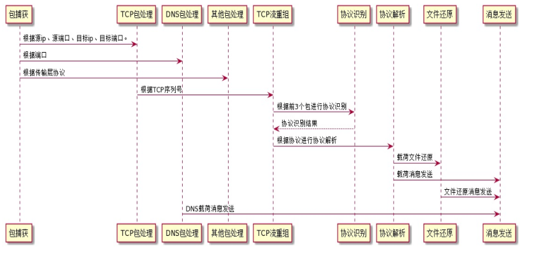 包捕获 TCP包处理 DNS包处理 其他包处理 TCP流重组 协议识别 协议解析 文件还原 消息发送
根据源ip、源端口、目标ip、目标端口。
根据端口
根据传输层协议
根据TCP序列号
根据前3个包进行协议识别
协议识别结果
根据协议进行协议解析
载荷文件还原
载荷消息发送
文件还原消息发送
DNS载荷消息发送
包捕获 TCP包处理 DNS包处理 其他包处理 TCP流重组 协议识别 协议解析 文件还原 消息发送